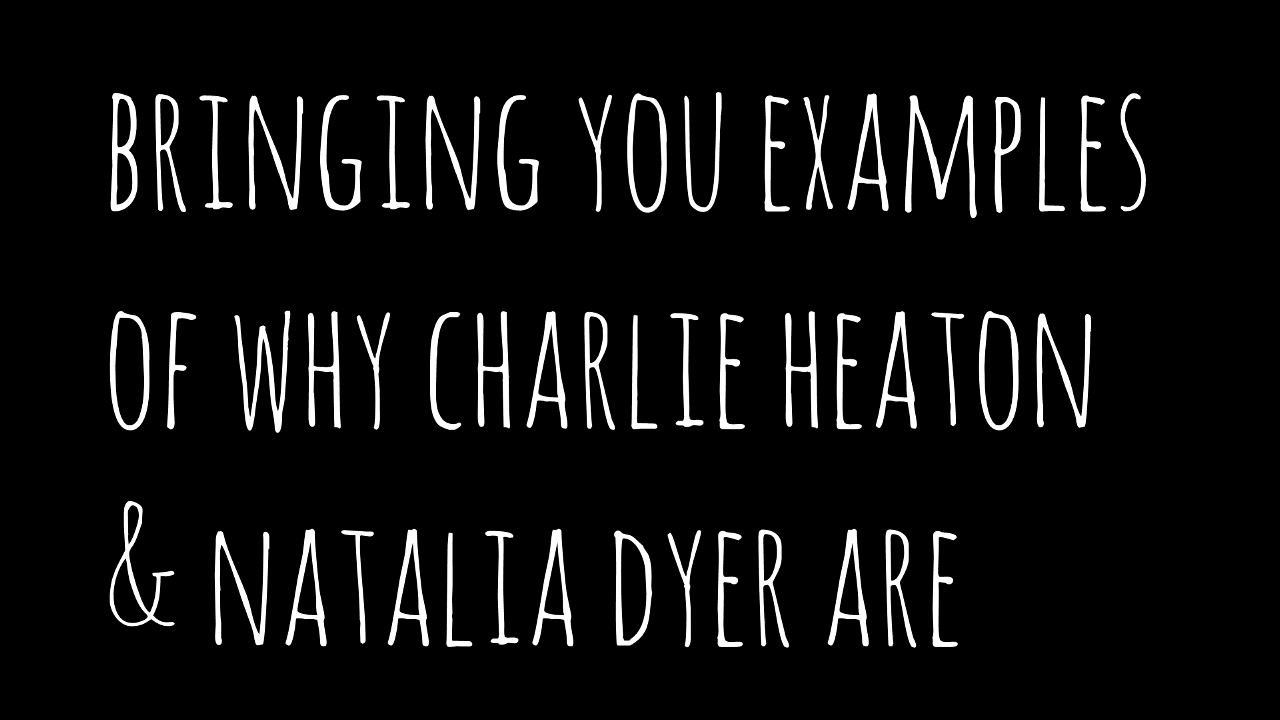 BRINGING YOU EXAMPLES
OF WHY CHARLIE HEATON
& NATALIA DYER ARE